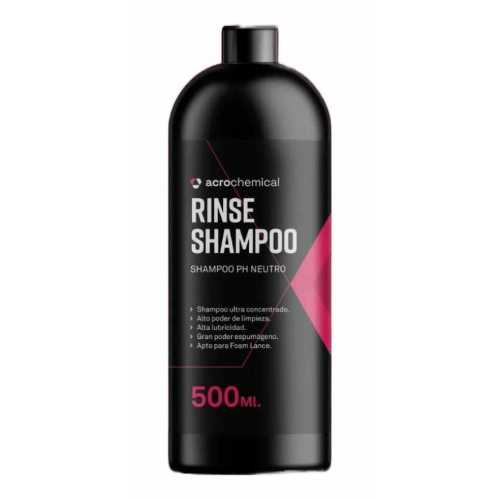 acrochemical
RINSE
SHAMPOO
SHAMPOO PH NEUTRO
› Shampoo ultra concentrado.
› Alto poder de limpieza.
› Alta lubricidad.
› Gran poder espumageno.
› Apto para Foam Lance.
500ML.